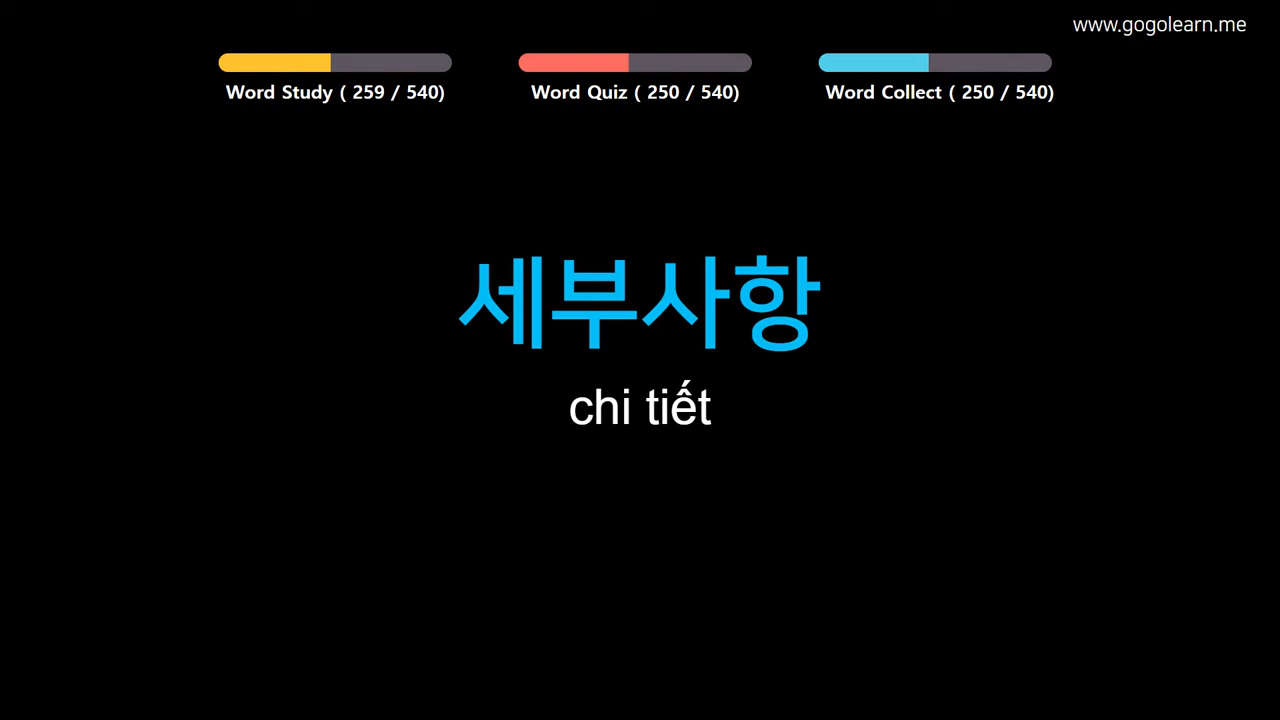 www.gogolearn.me
Word Study ( 259 / 540)
Word Quiz ( 250 / 540)
Word Collect ( 250 / 540)
세부사항
chi tiết